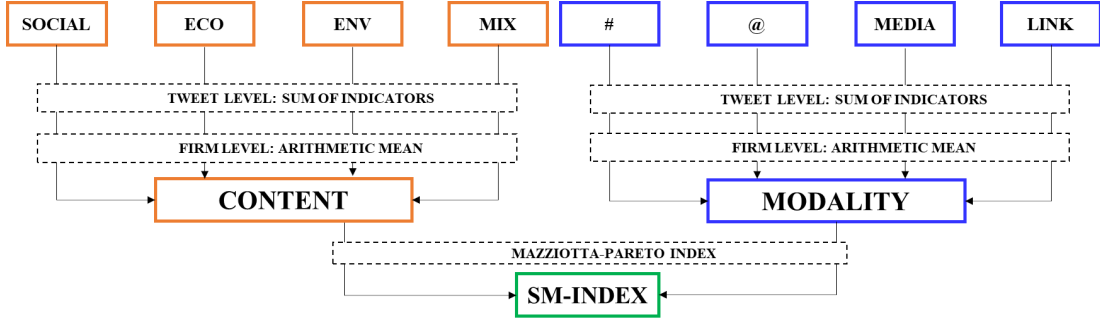 SOCIAL ECO ENV MIX # @ MEDIA LINK
TWEET LEVEL: SUM OF INDICATORS TWEET LEVEL: SUM OF INDICATORS
FIRM LEVEL: ARITHMETIC MEAN FIRM LEVEL: ARITHMETIC MEAN
CONTENT MODALITY
MAZZIOTTA-PARETO INDEX
SM-INDEX